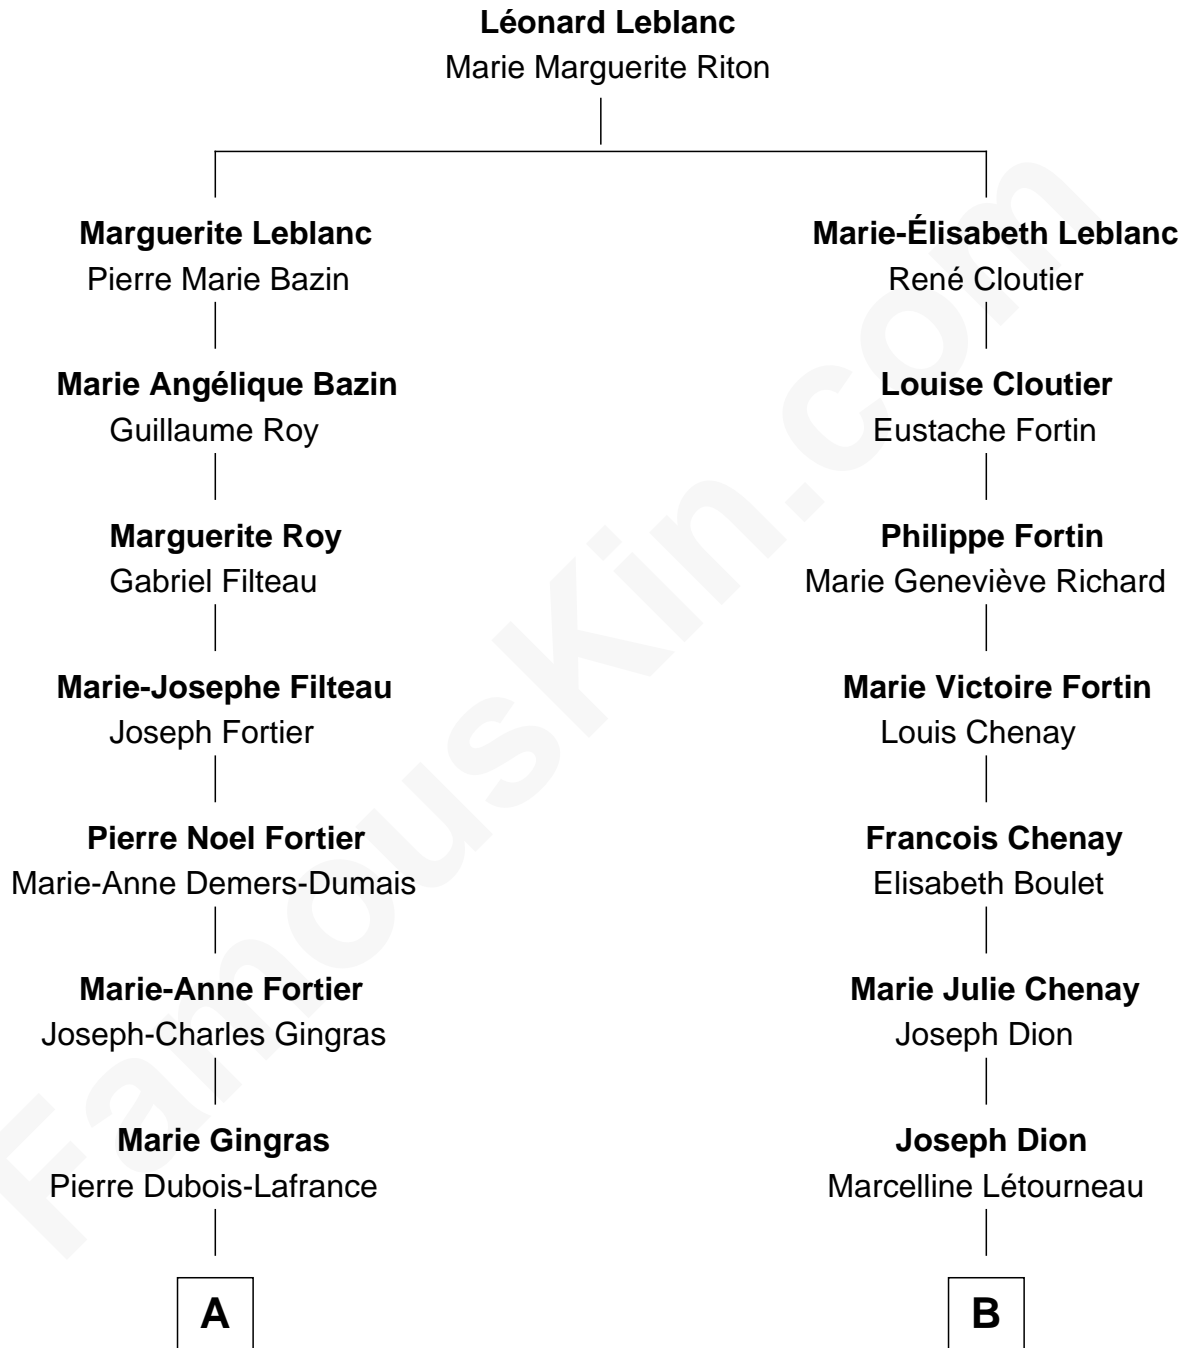 Léonard Leblanc
Marie Marguerite Riton
Marguerite Leblanc
Pierre Marie Bazin
Marie Angélique Bazin
Guillaume Roy
Marguerite Roy
Gabriel Filteau
Marie-Josephe Filteau
Joseph Fortier
Pierre Noel Fortier
Marie-Anne Demers-Dumais
Marie-Anne Fortier
Joseph-Charles Gingras
Marie Gingras
Pierre Dubois-Lafrance
A
Marie-Élisabeth Leblanc
René Cloutier
Louise Cloutier
Eustache Fortin
Philippe Fortin
Marie Geneviève Richard
Marie Victoire Fortin
Louis Chenay
Francois Chenay
Elisabeth Boulet
Marie Julie Chenay
Joseph Dion
Joseph Dion
Marcelline Létourneau
B
FamousKin.com